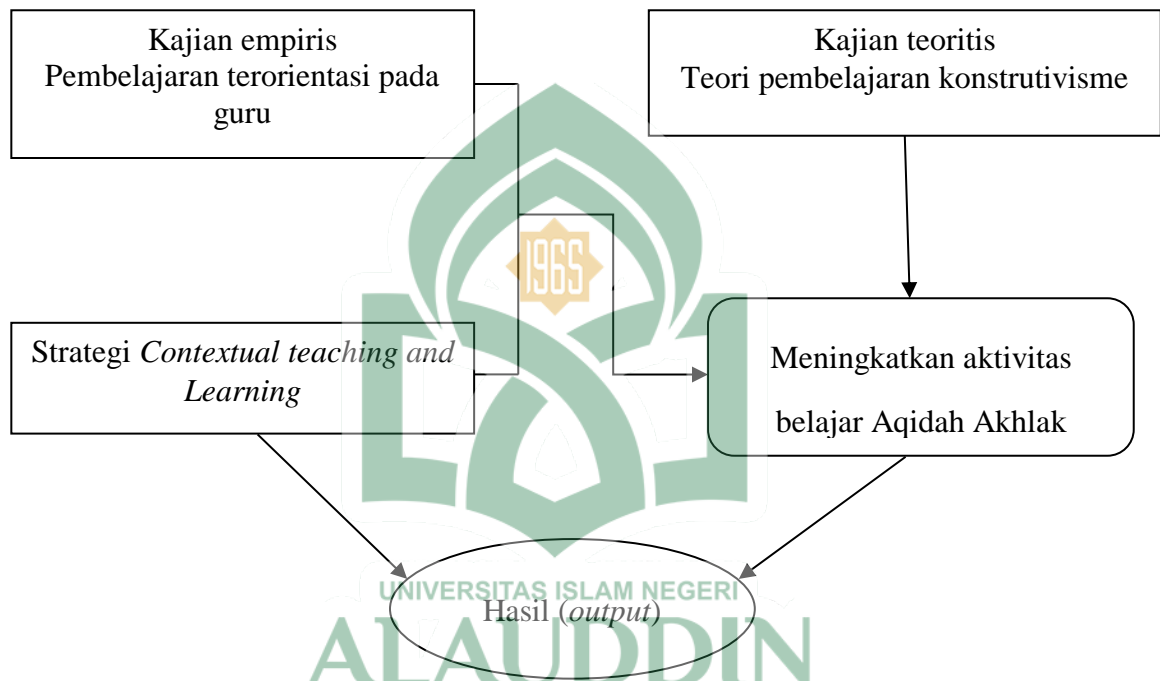 Kajian empiris
Pembelajaran terorientasi pada
guru
Kajian teoritis
Teori pembelajaran konstrutivisme
1965
Strategi Contextual teaching and
Learning
Meningkatkan aktivitas
belajar Aqidah Akhlak
UNIVERSITAS ISLAM NEGERI
Hasil (output)
ALAUDDIN